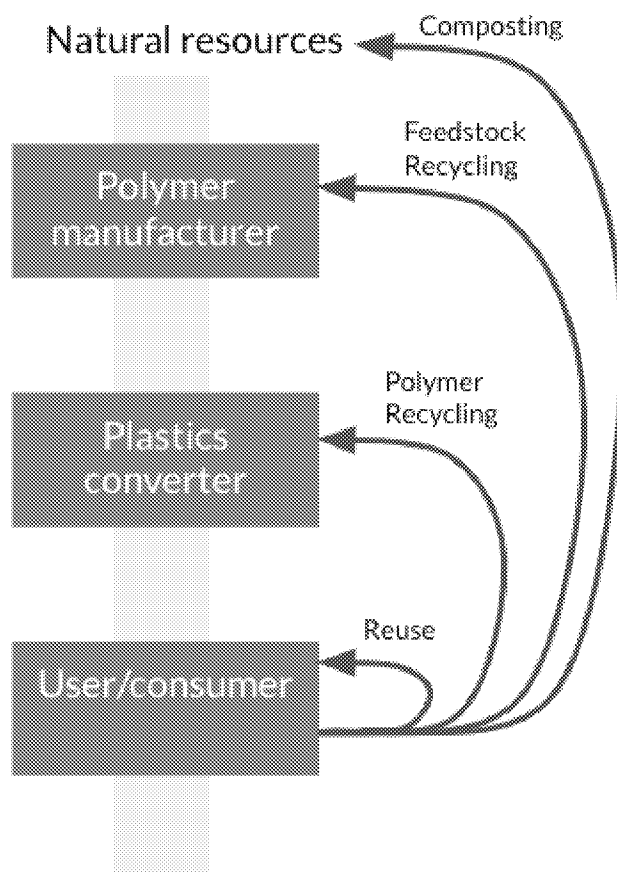 Natural resources
Composting
Feedstock
Recycling
Polymer
manufacturer
Polymer
Recycling
Plastics
converter
Reuse
User/consumer